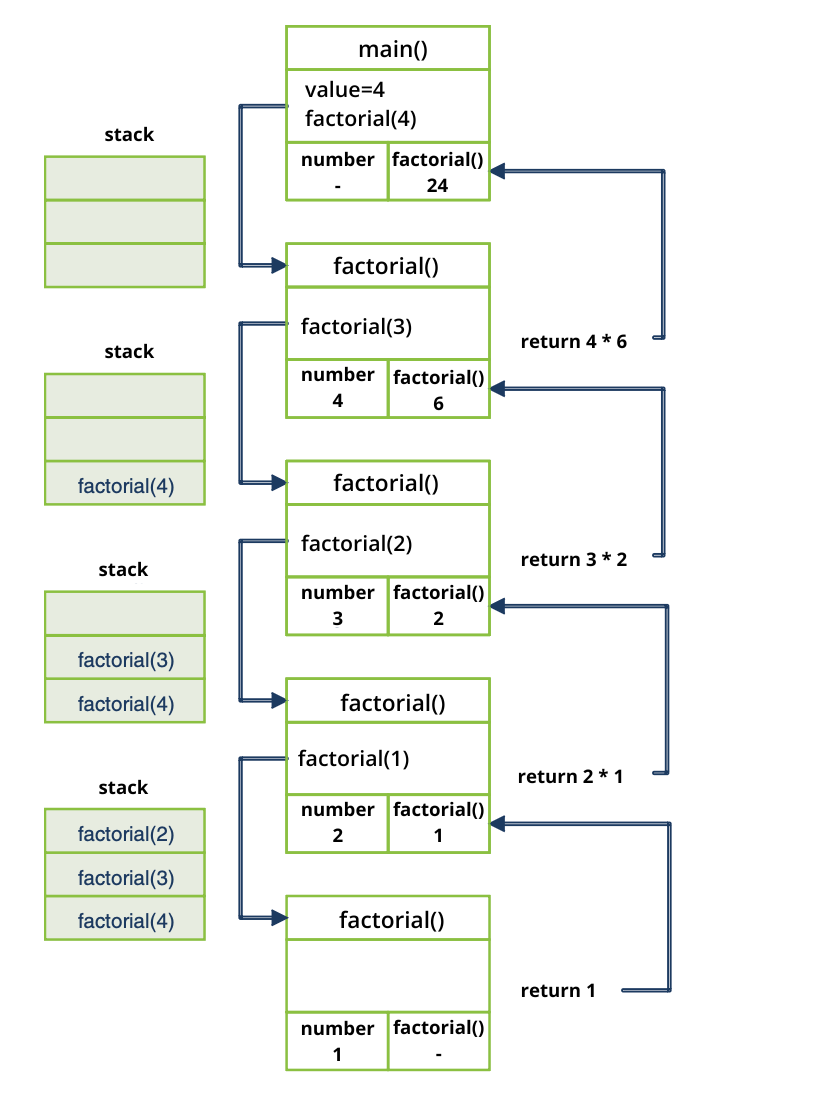 main()
value=4
factorial(4)
number factorial()
- 24
stack
factorial()
factorial(3)
return 4 * 6
number factorial()
4 6
stack
factorial(4)
factorial()
factorial(2)
return 3 * 2
number factorial()
3 2
stack
factorial(3)
factorial(4)
factorial()
factorial(1)
return 2 * 1
number factorial()
2 1
stack
factorial(2)
factorial(3)
factorial(4)
factorial()
return 1
number factorial()
1 -